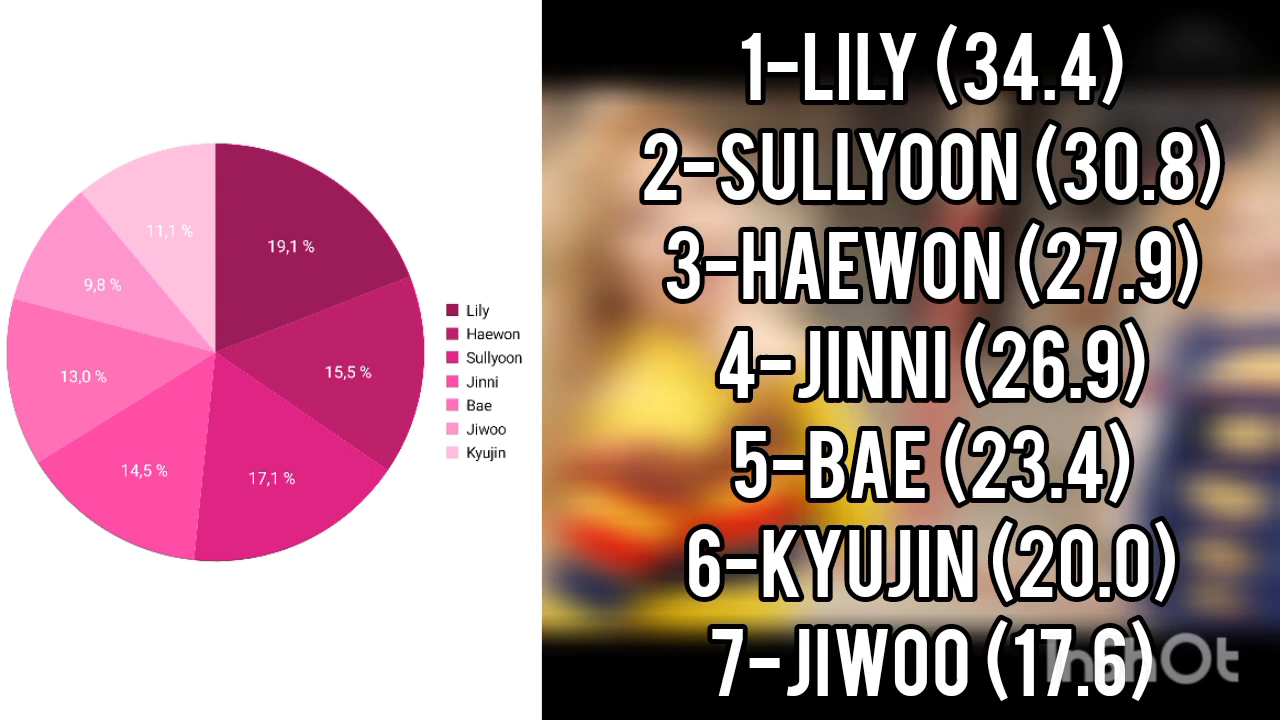 19,1 %
15,5 %
17,1 %
14,5 %
13,0 %
9,8 %
11,1 %
Lily
Haewon
Sullyoon
Jinni
Bae
Jiwoo
Kyujin
1-LILY (34.4)
2-SULLYOON (30.8)
3-HAEWON (27.9)
4-JINNI (26.9)
5-BAE (23.4)
6-KYUJIN (20.0)
7-JIWOO (17.6)
InShOt